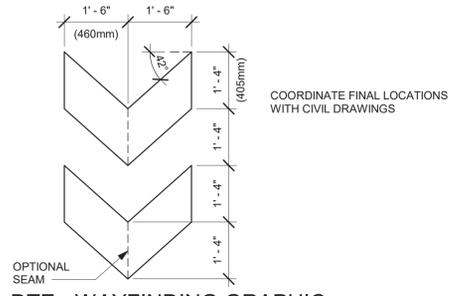 1' - 6" 1' - 6"
(460mm)
42°
1' - 4"
(405mm)
COORDINATE FINAL LOCATIONS
WITH CIVIL DRAWINGS
1' - 4"
1' - 4"
1' - 4"
OPTIONAL
SEAM
WAYFINDING GRAPHIC